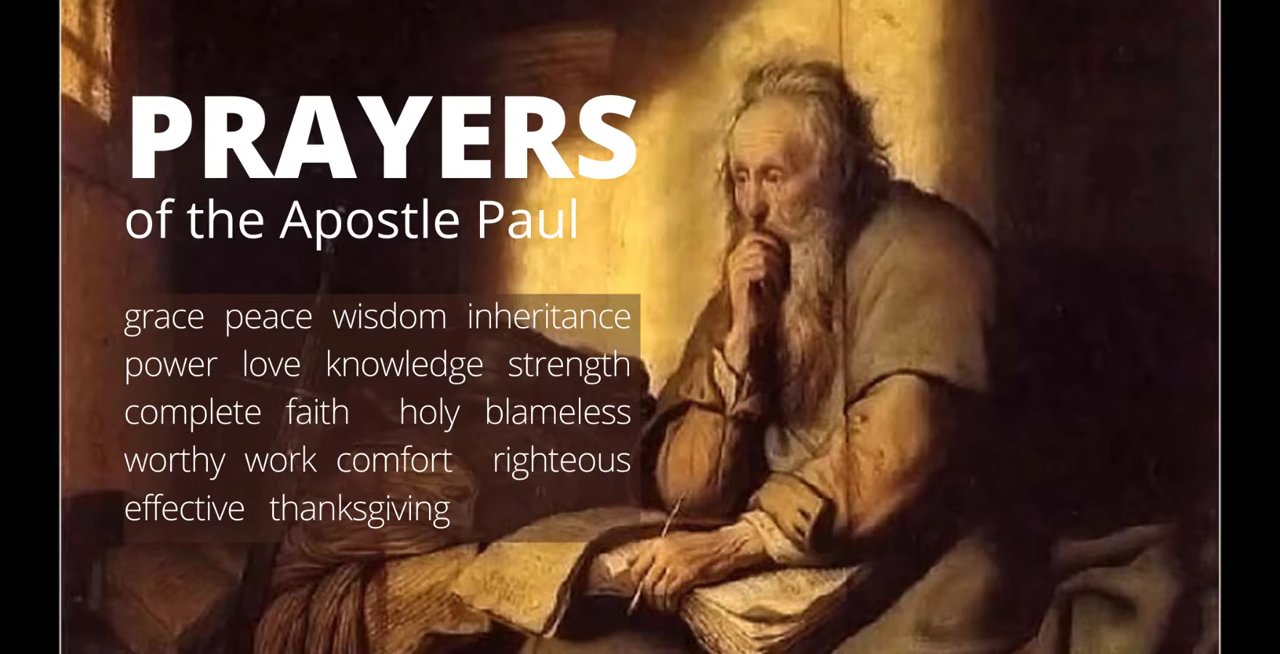 PRAYERS
of the Apostle Paul
grace peace wisdom inheritance
power love knowledge strength
complete faith holy blameless
worthy work comfort righteous
effective thanksgiving